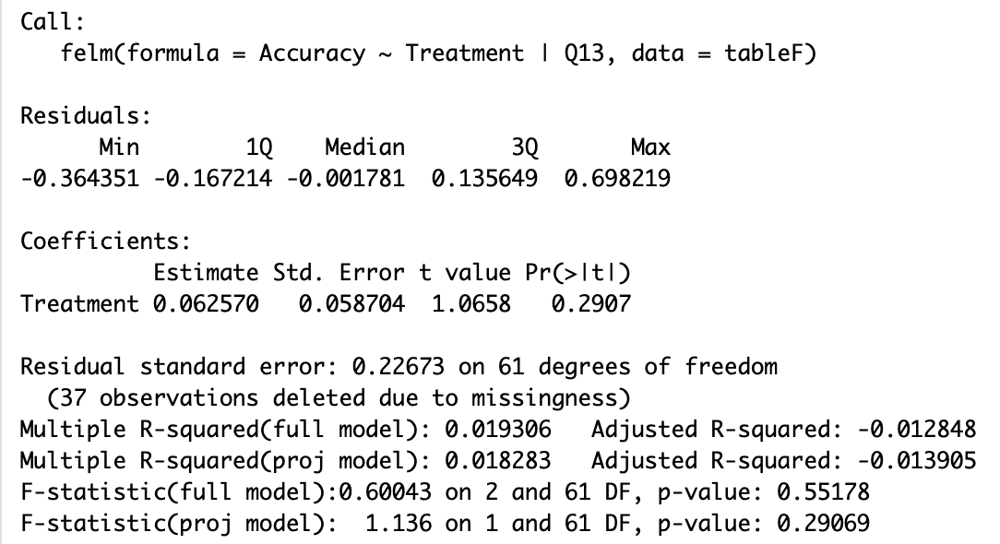 Call:
   felm(formula = Accuracy ~ Treatment | Q13, data = tableF)

Residuals:
      Min        1Q    Median        3Q       Max
-0.364351 -0.167214 -0.001781  0.135649  0.698219

Coefficients:
          Estimate Std. Error t value Pr(>|t|)
Treatment 0.062570   0.058704  1.0658   0.2907

Residual standard error: 0.22673 on 61 degrees of freedom
  (37 observations deleted due to missingness)
Multiple R-squared(full model): 0.019306   Adjusted R-squared: -0.012848
Multiple R-squared(proj model): 0.018283   Adjusted R-squared: -0.013905
F-statistic(full model):0.60043 on 2 and 61 DF, p-value: 0.55178
F-statistic(proj model):  1.136 on 1 and 61 DF, p-value: 0.29069